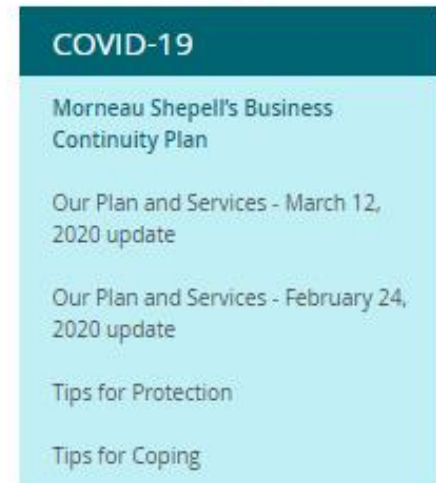 COVID-19
Morneau Shepell's Business
Continuity Plan
Our Plan and Services - March 12,
2020 update
Our Plan and Services - February 24,
2020 update
Tips for Protection
Tips for Coping